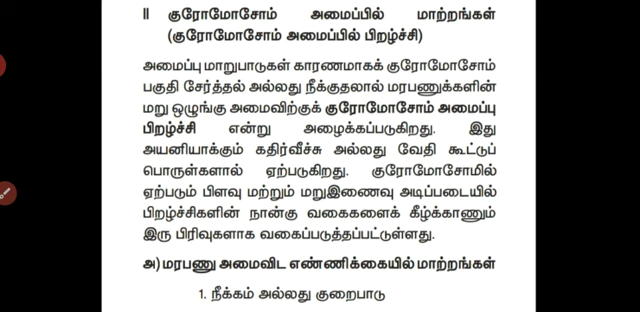 II குரோமோசோம் அமைப்பில் மாற்றங்கள்
(குரோமோசோம் அமைப்பில் பிறழ்ச்சி)
அமைப்பு மாறுபாடுகள் காரணமாகக் குரோமோசோம்
பகுதி சேர்த்தல் அல்லது நீக்குதலால் மரபணுக்களின்
மறு ஒழுங்கு அமைவிற்குக் குரோமோசோம் அமைப்பு
பிறழ்ச்சி என்று அழைக்கப்படுகிறது. இது
அயனியாக்கும் கதிர்வீச்சு அல்லது வேதி கூட்டுப்
பொருள்களால் ஏற்படுகிறது. குரோமோசோமில்
ஏற்படும் பிளவு மற்றும் மறுஇணைவு அடிப்படையில்
பிறழ்ச்சிகளின் நான்கு வகைகளைக் கீழ்க்காணும்
இரு பிரிவுகளாக வகைப்படுத்தப்பட்டுள்ளது.
அ) மரபணு அமைவிட எண்ணிக்கையில் மாற்றங்கள்
1. நீக்கம் அல்லது குறைபாடு